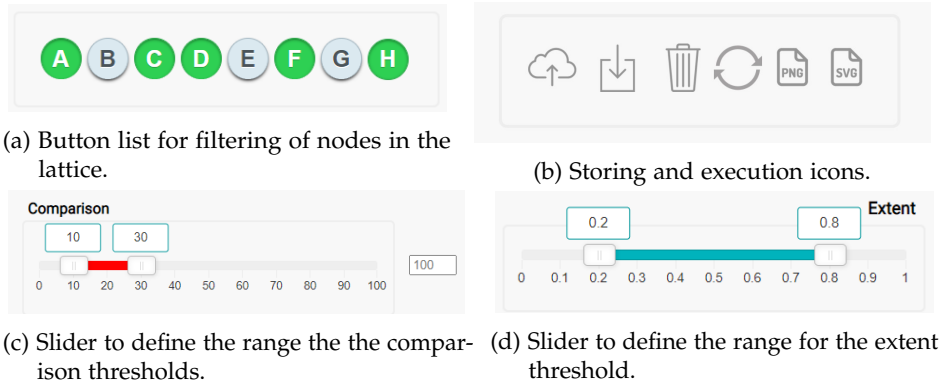 A B C D E F G H
(a) Button list for filtering of nodes in the
lattice.
PNG SVG
(b) Storing and execution icons.
Comparison
10 30
100
0 10 20 30 40 50 60 70 80 90 100
(c) Slider to define the range the the compar-
ison thresholds.
Extent
0.2 0.8
0 0.1 0.2 0.3 0.4 0.5 0.6 0.7 0.8 0.9 1
(d) Slider to define the range for the extent
threshold.